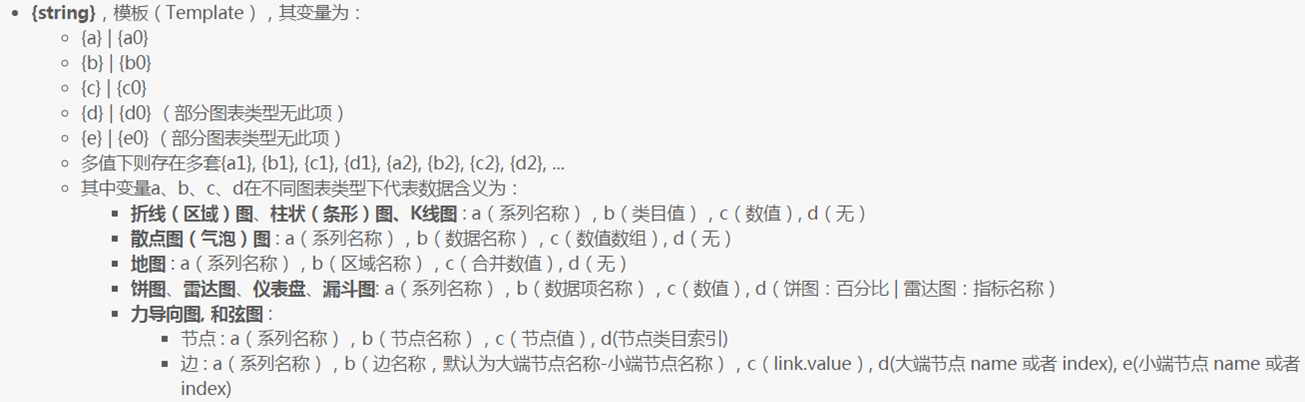 {string}，模板（Template），其变量为：
{a} | {a0}
{b} | {b0}
{c} | {c0}
{d} | {d0} （部分图表类型无此项）
{e} | {e0} （部分图表类型无此项）
多值下则存在多套{a1}, {b1}, {c1}, {d1}, {a2}, {b2}, {c2}, {d2}, ...
其中变量a、b、c、d在不同图表类型下代表数据含义为：
折线（区域）图、柱状（条形）图、K线图 : a（系列名称），b（类目值），c（数值）, d（无）
散点图（气泡）图 : a（系列名称），b（数据名称），c（数值数组）, d（无）
地图 : a（系列名称），b（区域名称），c（合并数值）, d（无）
饼图、雷达图、仪表盘、漏斗图: a（系列名称），b（数据项名称），c（数值）, d（饼图：百分比 | 雷达图：指标名称）
力导向图, 和弦图 :
节点 : a（系列名称），b（节点名称），c（节点值）, d(节点类目索引)
边 : a（系列名称），b（边名称，默认为大端节点名称-小端节点名称），c（link.value）, d(大端节点 name 或者 index), e(小端节点 name 或者
index)